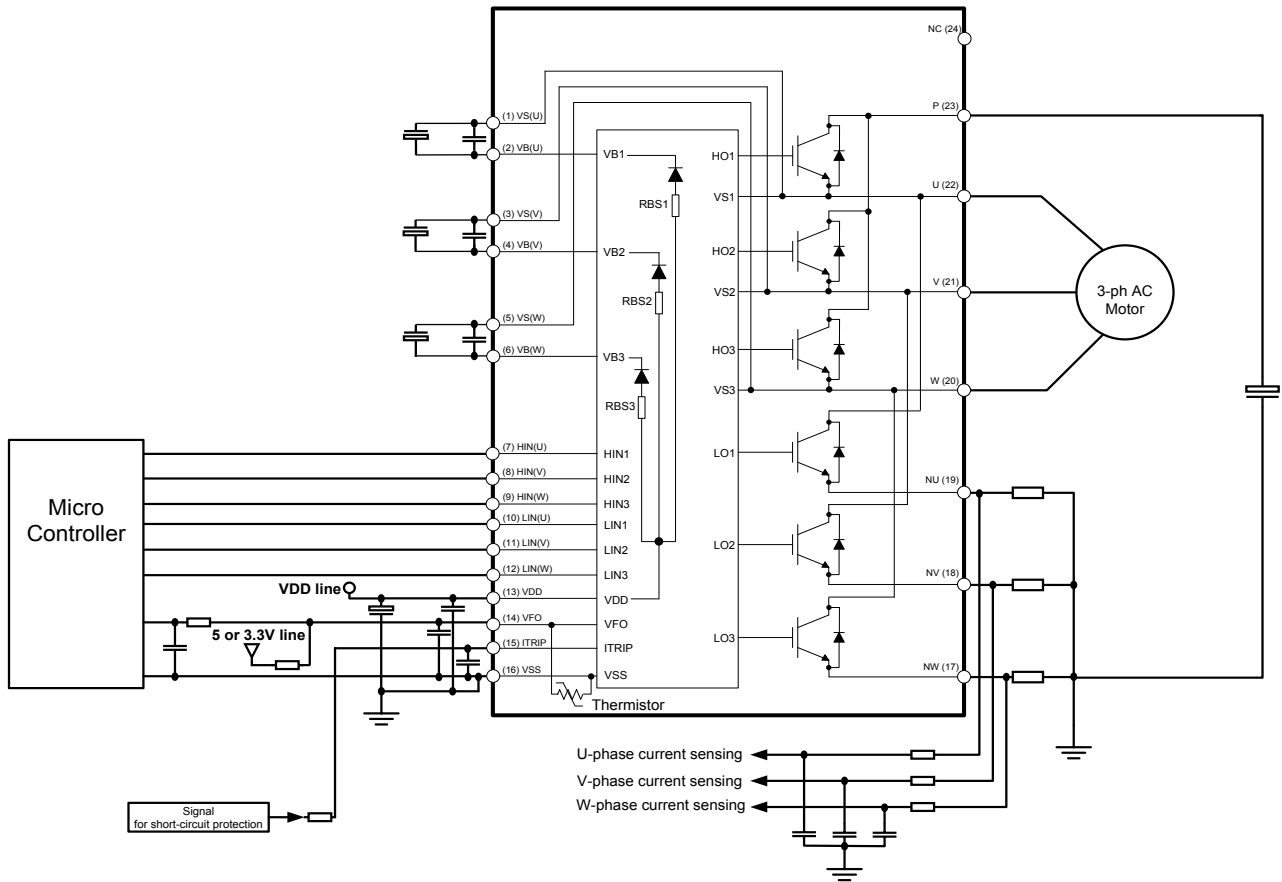 NC (24)
(1) VS(U)
(2) VB(U)
(3) VS(V)
(4) VB(V)
(5) VS(W)
(6) VB(W)
(7) HIN(U)
(8) HIN(V)
(9) HIN(W)
(10) LIN(U)
(11) LIN(V)
(12) LIN(W)
(13) VDD
(14) VFO
(15) ITRIP
(16) VSS
VB1
RBS1
VB2
RBS2
VB3
RBS3
HIN1
HIN2
HIN3
LIN1
LIN2
LIN3
VDD
VFO
ITRIP
VSS
Thermistor
HO1
VS1
HO2
VS2
HO3
VS3
LO1
LO2
LO3
P (23)
U (22)
V (21)
W (20)
NU (19)
NV (18)
NW (17)
3-ph AC
Motor
Micro
Controller
VDD line
5 or 3.3V line
Signal
for short-circuit protection
U-phase current sensing
V-phase current sensing
W-phase current sensing